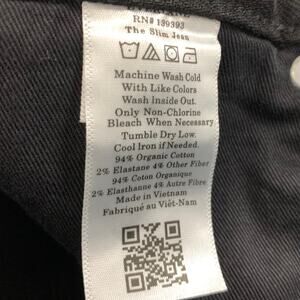 RN# 139393
The Slim Jean
Machine Wash Cold
With Like Colors
Wash Inside Out.
Only Non-Chlorine
Bleach When Necessary
Tumble Dry Low.
Cool Iron if Needed.
94% Organic Cotton
2% Elastane 4% Other Fiber
94% Coton Organique
2% Elasthanne 4% Autre Fibre
Made in Vietnam
Fabriqué au Việt-Nam